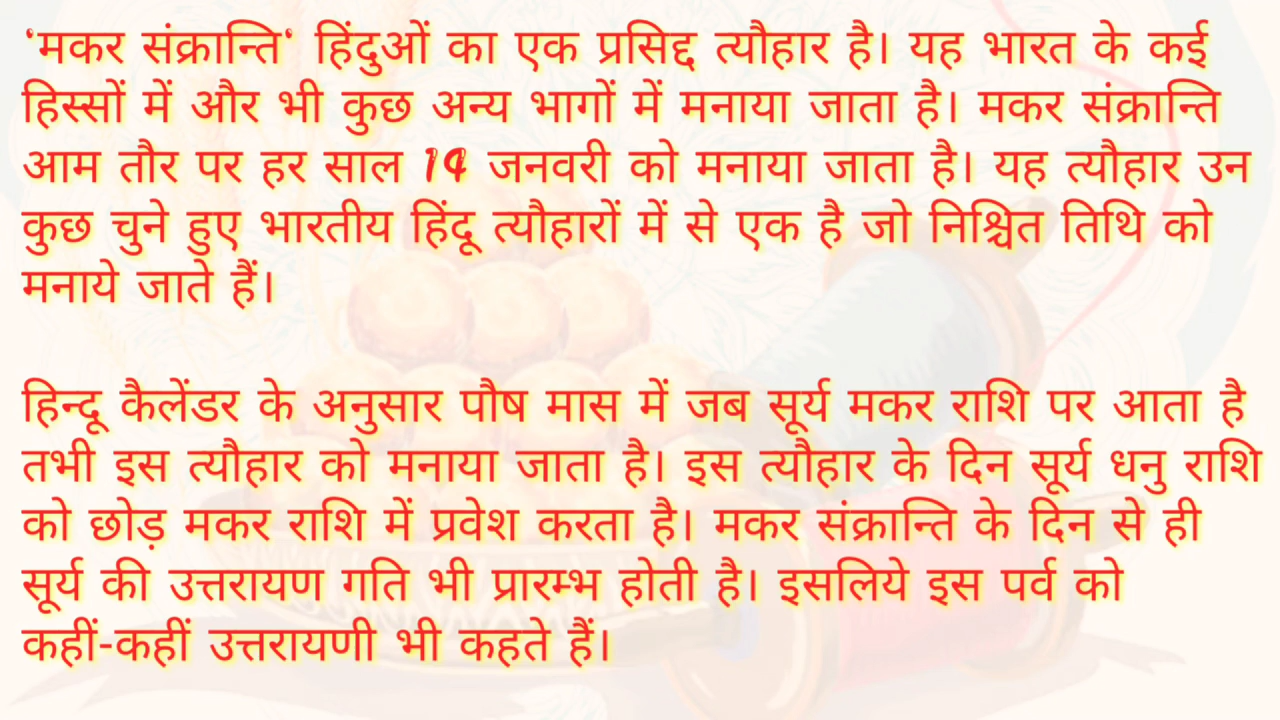 'मकर संक्रान्ति' हिंदुओं का एक प्रसिद्द त्यौहार है। यह भारत के कई
हिस्सों में और भी कुछ अन्य भागों में मनाया जाता है। मकर संक्रान्ति
आम तौर पर हर साल 14 जनवरी को मनाया जाता है। यह त्यौहार उन
कुछ चुने हुए भारतीय हिंदू त्यौहारों में से एक है जो निश्चित तिथि को
मनाये जाते हैं।
हिन्दू कैलेंडर के अनुसार पौष मास में जब सूर्य मकर राशि पर आता है
तभी इस त्यौहार को मनाया जाता है। इस त्यौहार के दिन सूर्य धनु राशि
को छोड़ मकर राशि में प्रवेश करता है। मकर संक्रान्ति के दिन से ही
सूर्य की उत्तरायण गति भी प्रारम्भ होती है। इसलिये इस पर्व को
कहीं-कहीं उत्तरायणी भी कहते हैं।